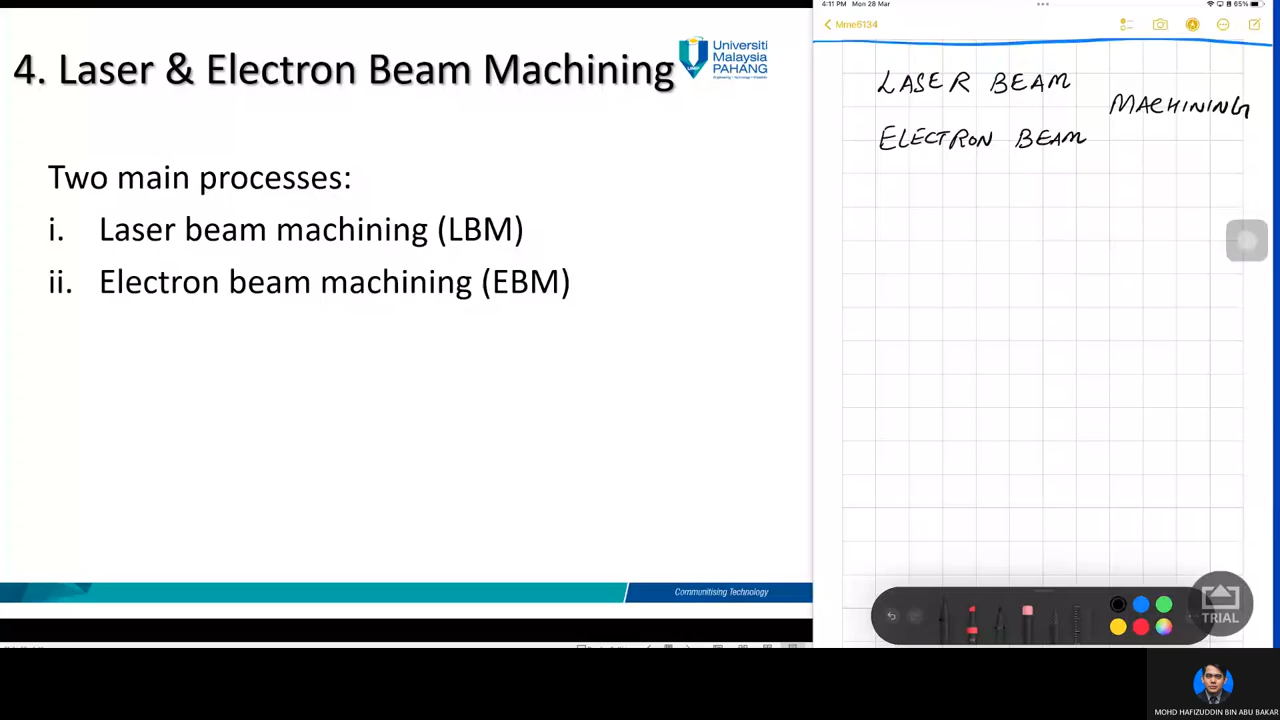 4. Laser & Electron Beam Machining
Universiti
Malaysia
PAHANG
Two main processes:
i. Laser beam machining (LBM)
ii. Electron beam machining (EBM)
Communitising Technology
4:11 PM Mon 28 Mar
65%
Mme6134
LASER BEAM
MACHINING
ELECTRON BEAM
TRIAL
MOHD HAFIZUDDIN BIN ABU BAKAR